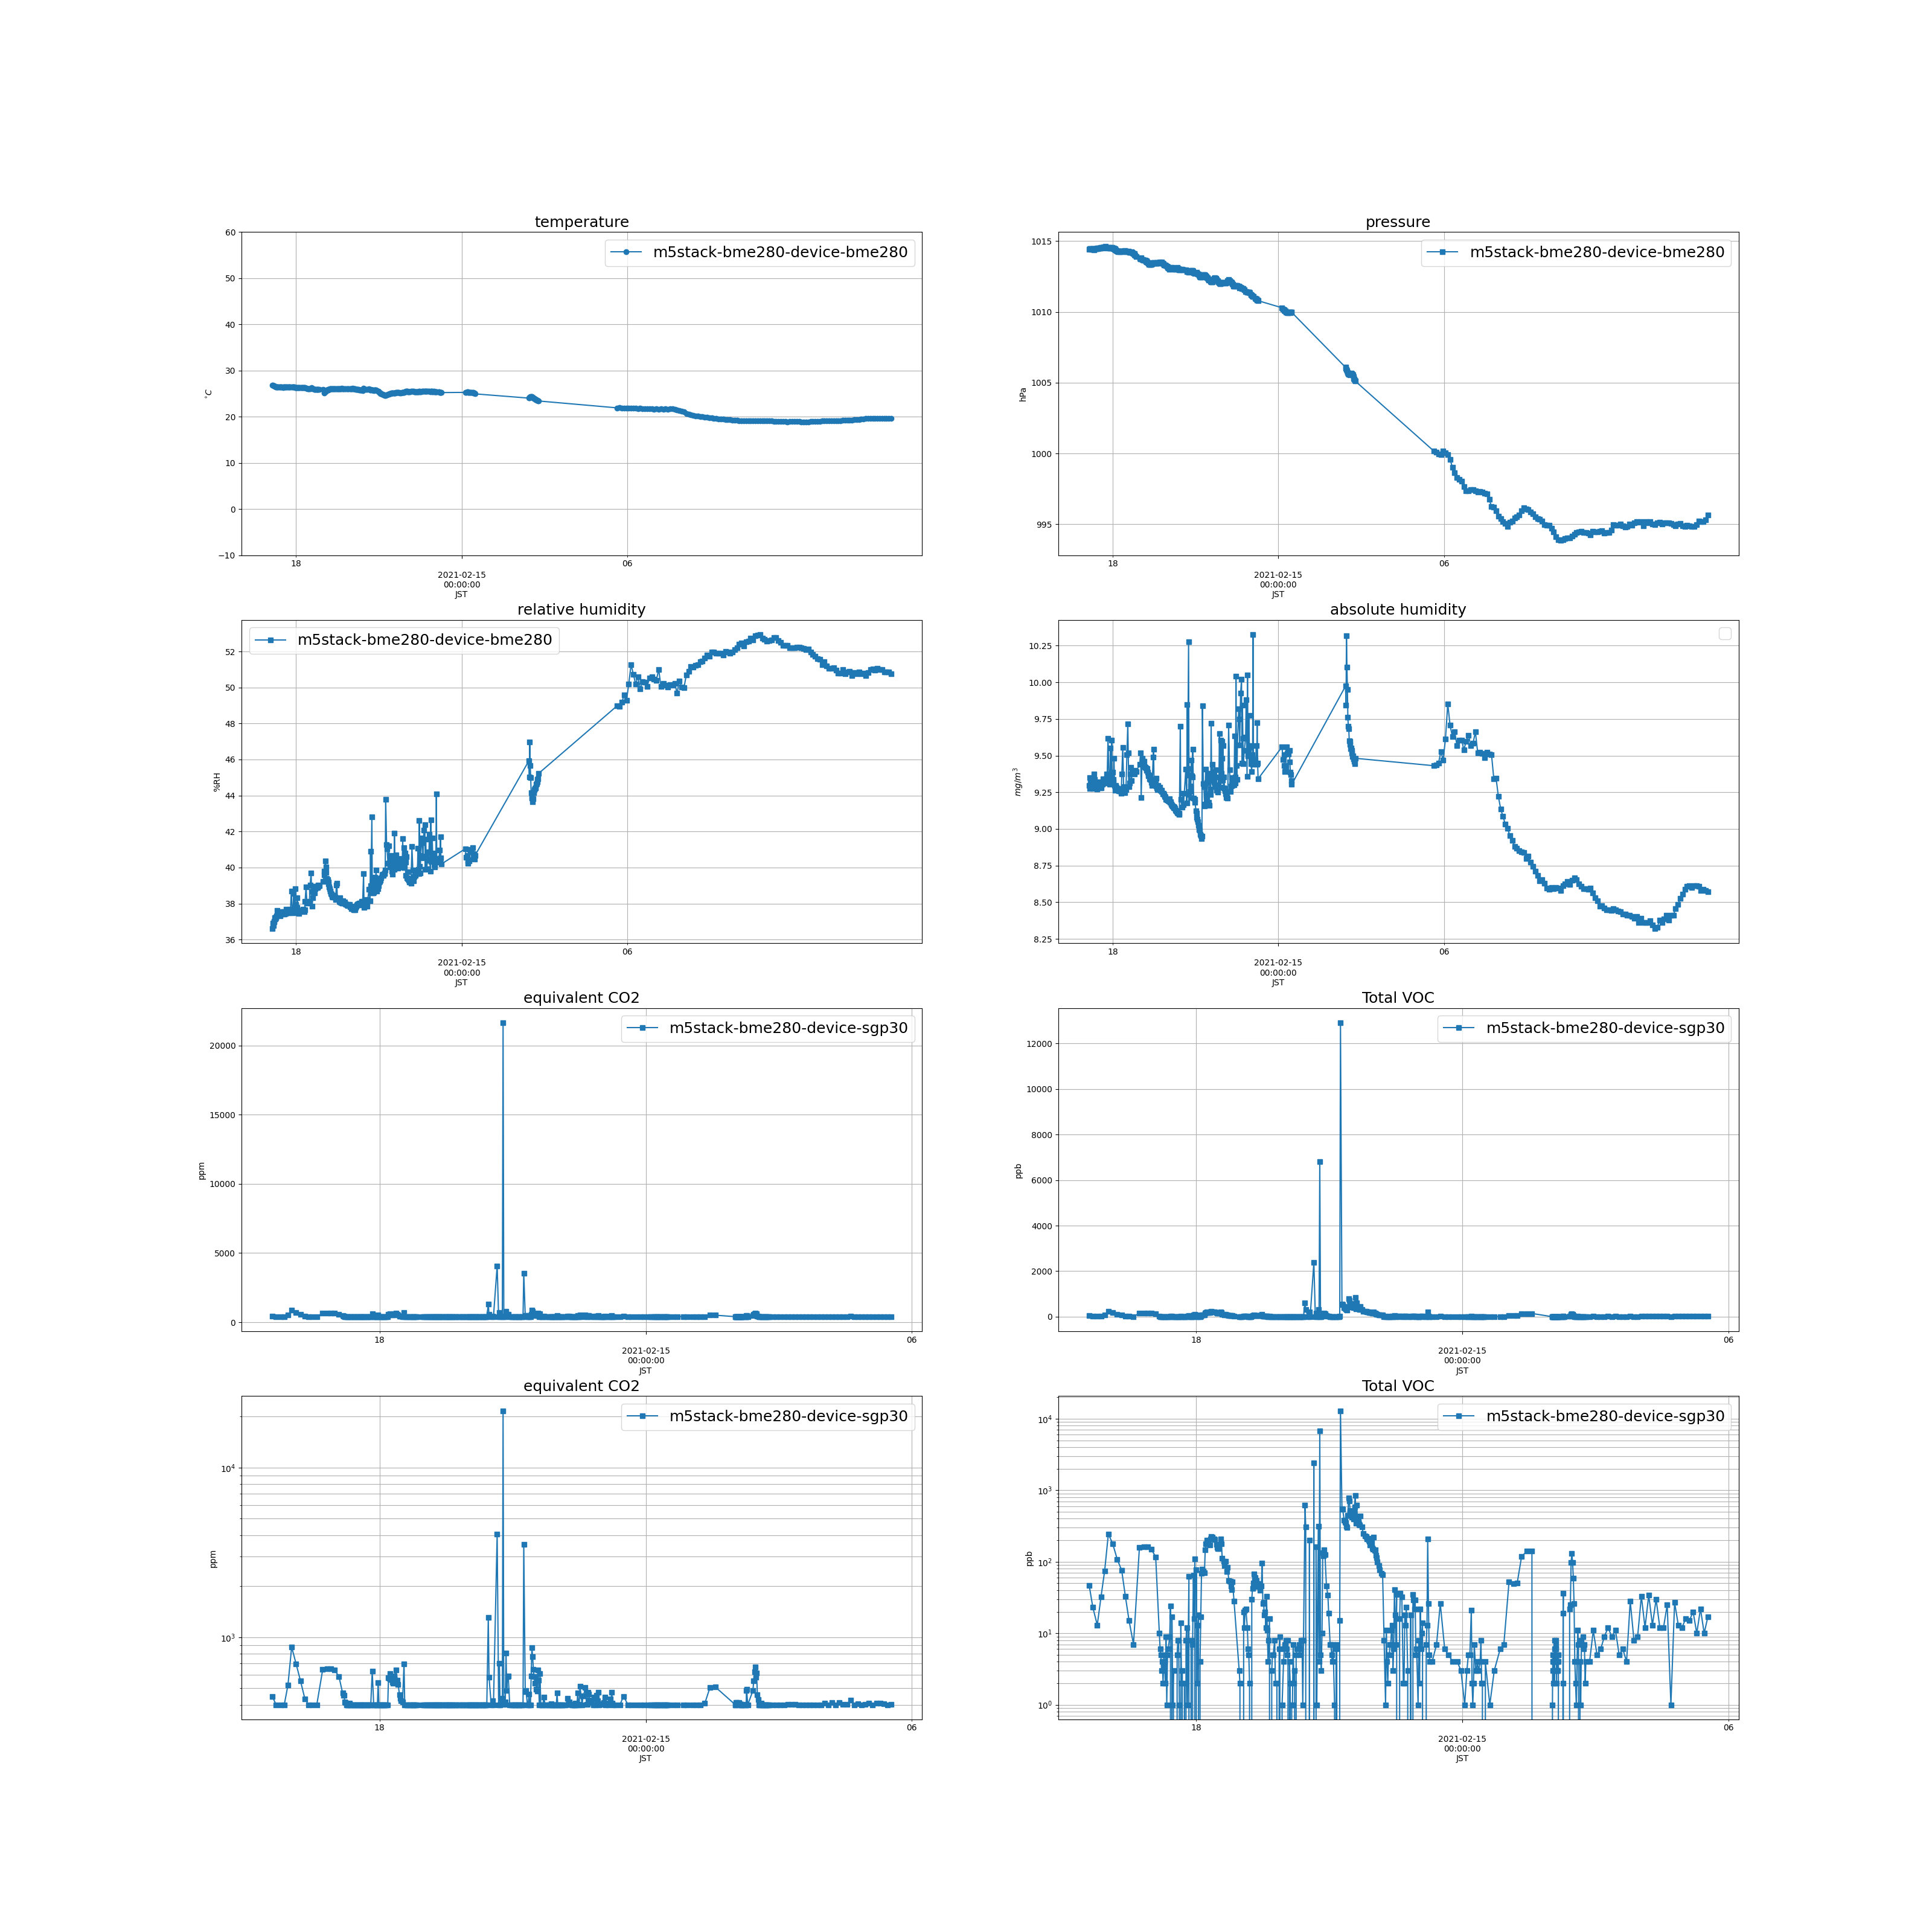 temperature
60
50
40
30
20
10
0
−10
°C
m5stack-bme280-device-bme280
18
2021-02-15
00:00:00
JST
06
pressure
1015
1010
1005
1000
995
hPa
m5stack-bme280-device-bme280
18
2021-02-15
00:00:00
JST
06
relative humidity
52
50
48
46
44
42
40
38
36
%RH
m5stack-bme280-device-bme280
18
2021-02-15
00:00:00
JST
06
absolute humidity
10.25
10.00
9.75
9.50
9.25
9.00
8.75
8.50
8.25
mg/m³
18
2021-02-15
00:00:00
JST
06
equivalent CO2
20000
15000
10000
5000
0
ppm
m5stack-bme280-device-sgp30
18
2021-02-15
00:00:00
JST
06
Total VOC
12000
10000
8000
6000
4000
2000
0
ppb
m5stack-bme280-device-sgp30
18
2021-02-15
00:00:00
JST
06
equivalent CO2
10⁴
10³
ppm
m5stack-bme280-device-sgp30
18
2021-02-15
00:00:00
JST
06
Total VOC
10⁴
10³
10²
10¹
10⁰
ppb
m5stack-bme280-device-sgp30
18
2021-02-15
00:00:00
JST
06